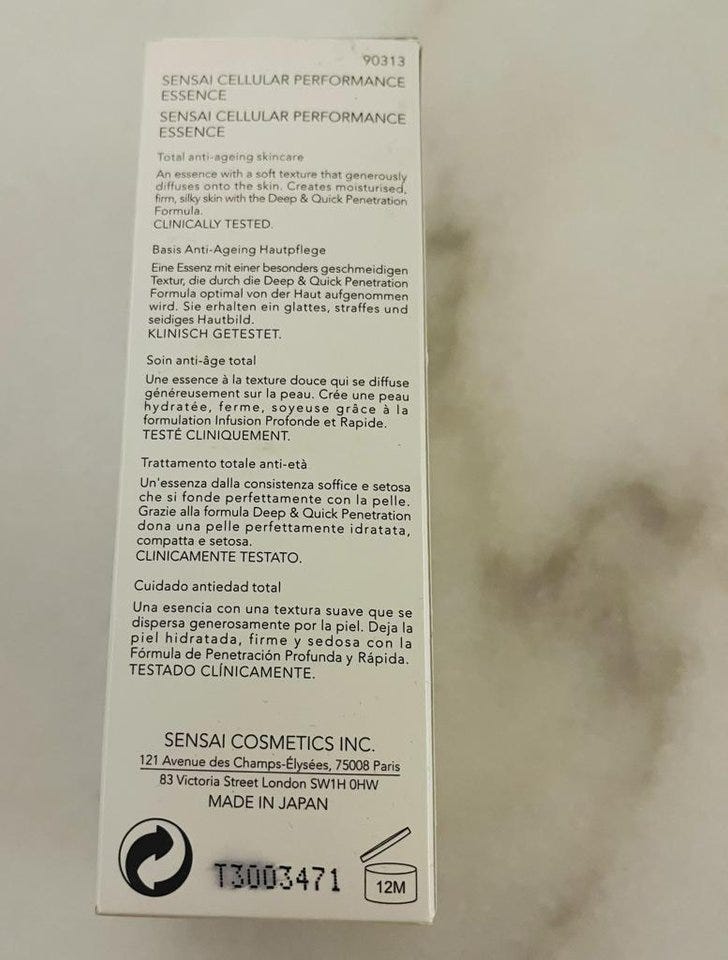 90313
SENSAI CELLULAR PERFORMANCE
ESSENCE
SENSAI CELLULAR PERFORMANCE
ESSENCE
Total anti-ageing skincare
An essence with a soft texture that generously
diffuses onto the skin. Creates moisturised,
firm, silky skin with the Deep & Quick Penetration
Formula.
CLINICALLY TESTED.
Basis Anti-Ageing Hautpflege
Eine Essenz mit einer besonders geschmeidigen
Textur, die durch die Deep & Quick Penetration
Formula optimal von der Haut aufgenommen
wird. Sie erhalten ein glattes, straffes und
seidiges Hautbild.
KLINISCH GETESTET.
Soin anti-âge total
Une essence à la texture douce qui se diffuse
généreusement sur la peau. Crée une peau
hydratée, ferme, soyeuse grâce à la
formulation Infusion Profonde et Rapide.
TESTÉ CLINIQUEMENT.
Trattamento totale anti-età
Un'essenza dalla consistenza soffice e setosa
che si fonde perfettamente con la pelle.
Grazie alla formula Deep & Quick Penetration
dona una pelle perfettamente idratata,
compatta e setosa.
CLINICAMENTE TESTATO.
Cuidado antiedad total
Una esencia con una textura suave que se
dispersa generosamente por la piel. Deja la
piel hidratada, firme y sedosa con la
Fórmula de Penetración Profunda y Rápida.
TESTADO CLÍNICAMENTE.
SENSAI COSMETICS INC.
121 Avenue des Champs-Élysées, 75008 Paris
83 Victoria Street London SW1H 0HW
MADE IN JAPAN
T3003471
12M